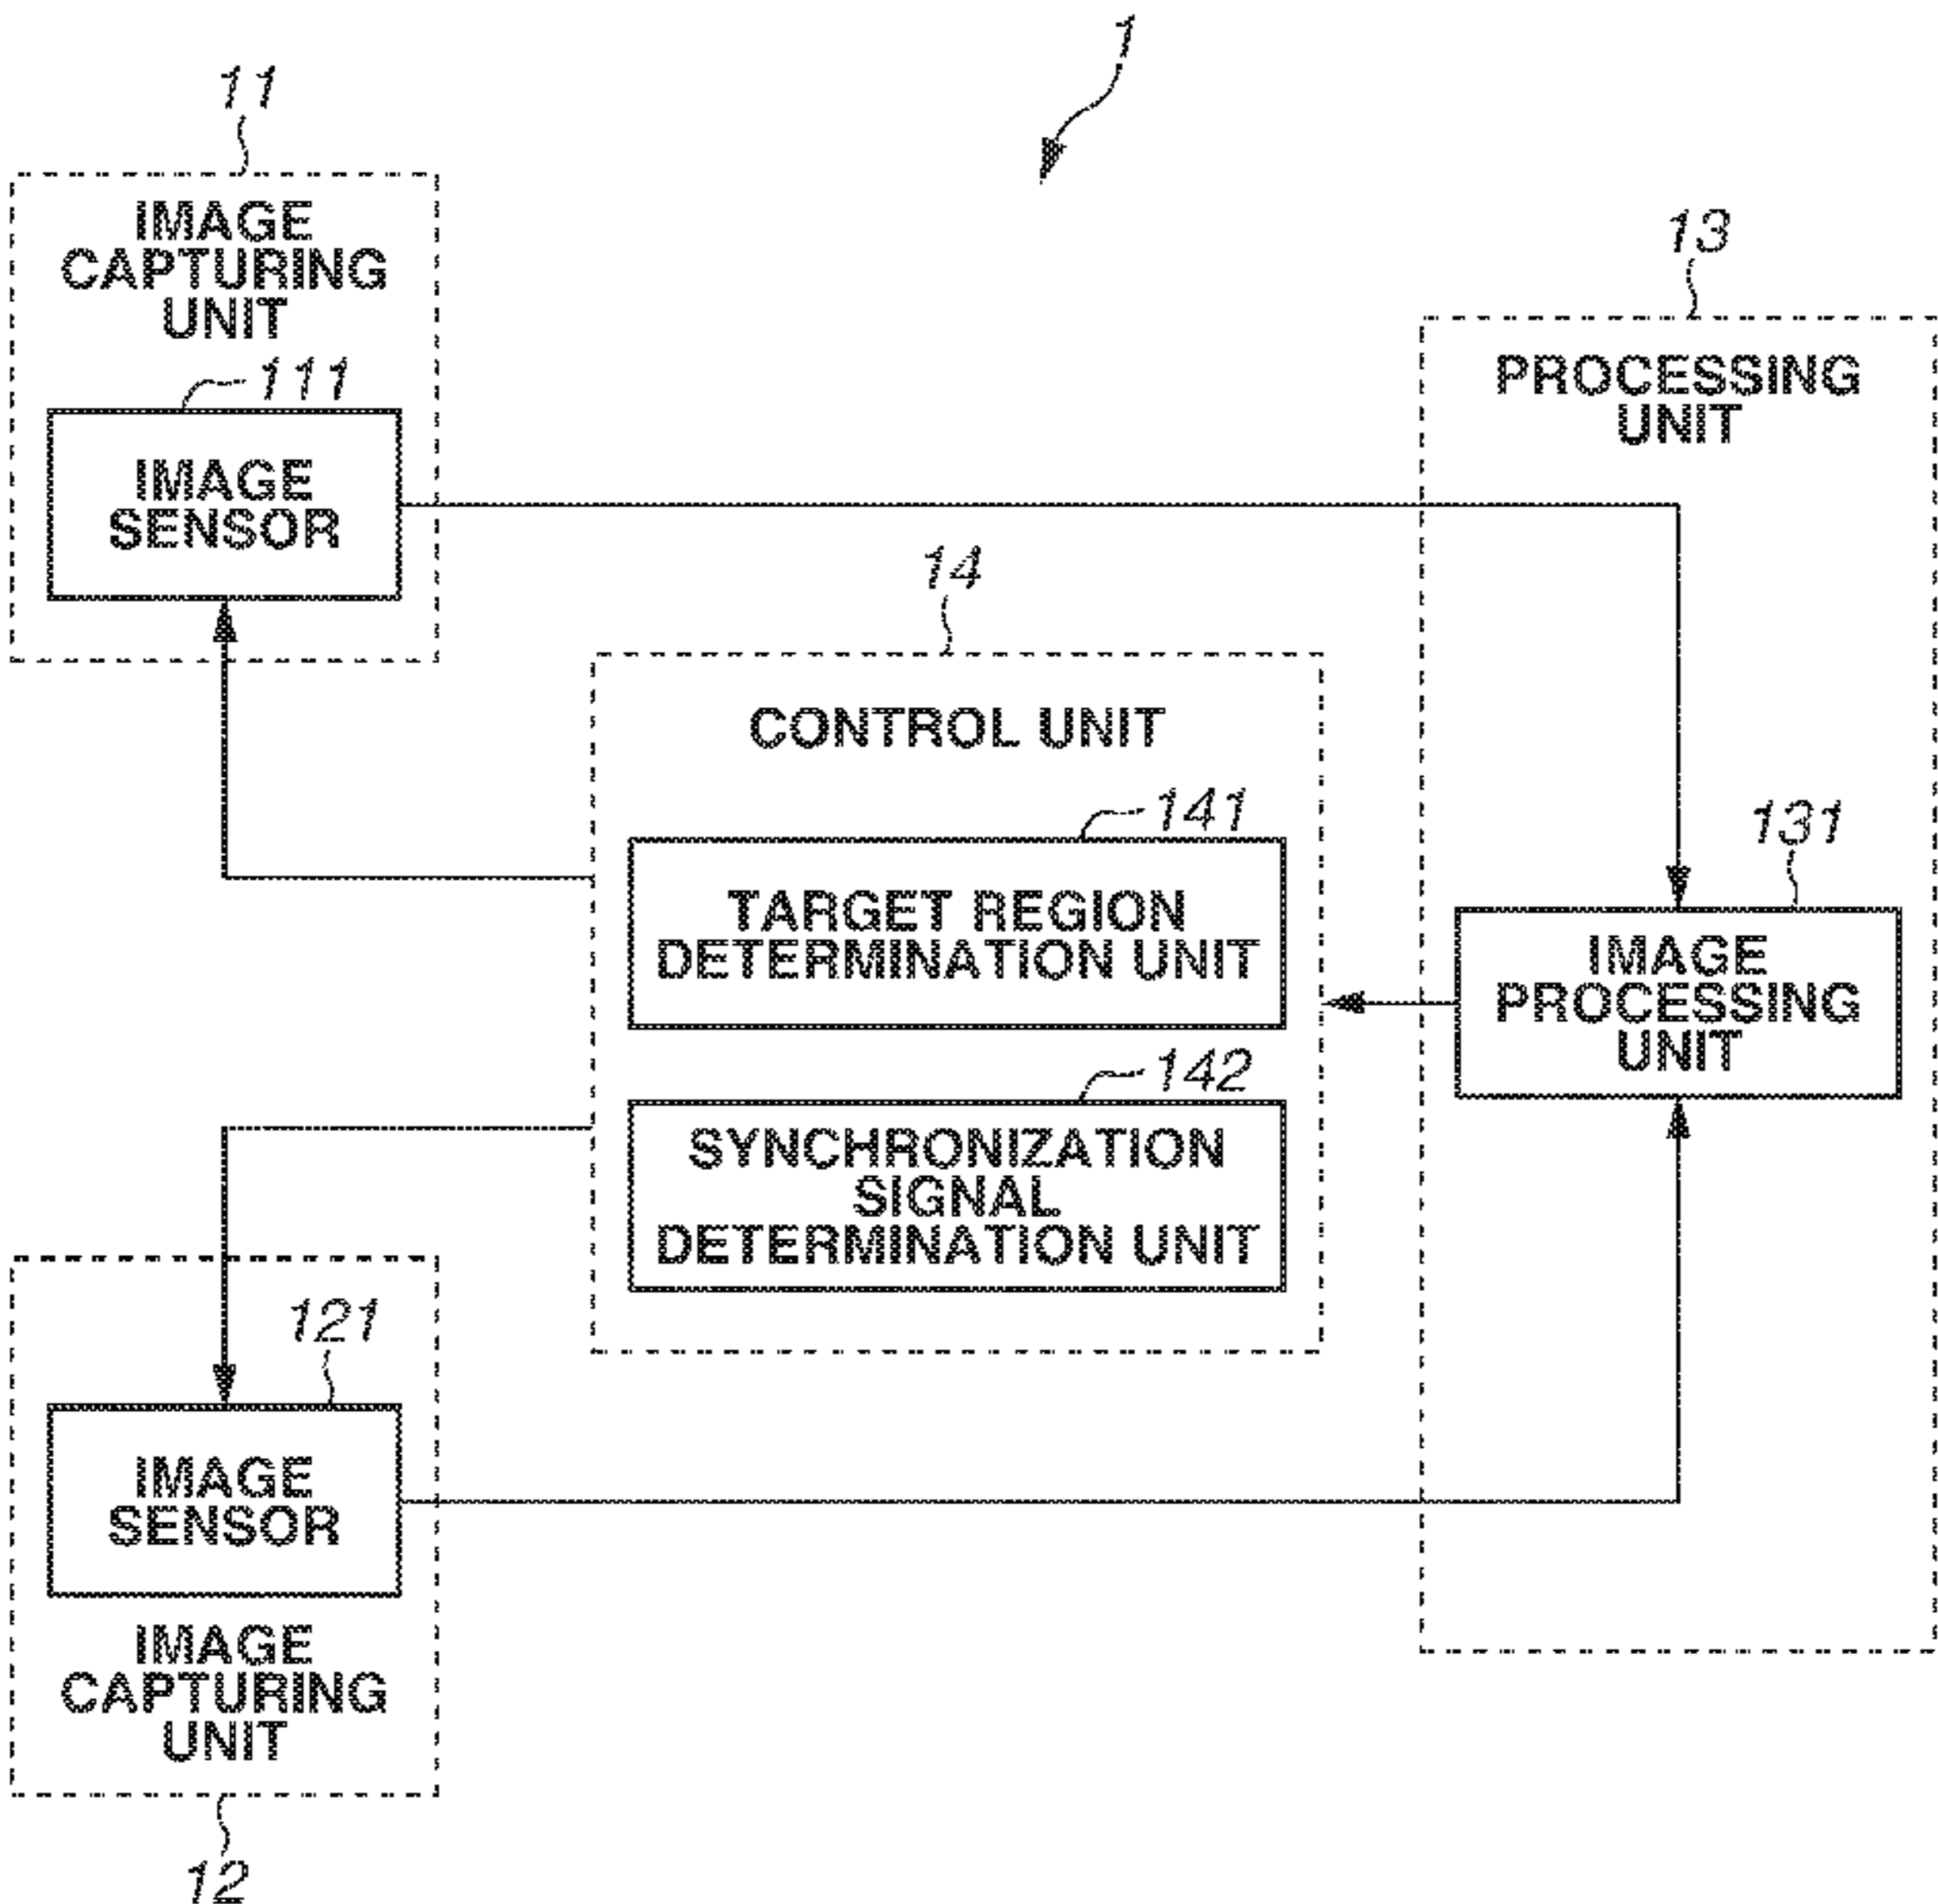 1
11
IMAGE
CAPTURING
UNIT
111
IMAGE
SENSOR
13
PROCESSING
UNIT
14
CONTROL UNIT
141
TARGET REGION
DETERMINATION UNIT
131
IMAGE
PROCESSING
UNIT
142
SYNCHRONIZATION
SIGNAL
DETERMINATION UNIT
121
IMAGE
SENSOR
IMAGE
CAPTURING
UNIT
12